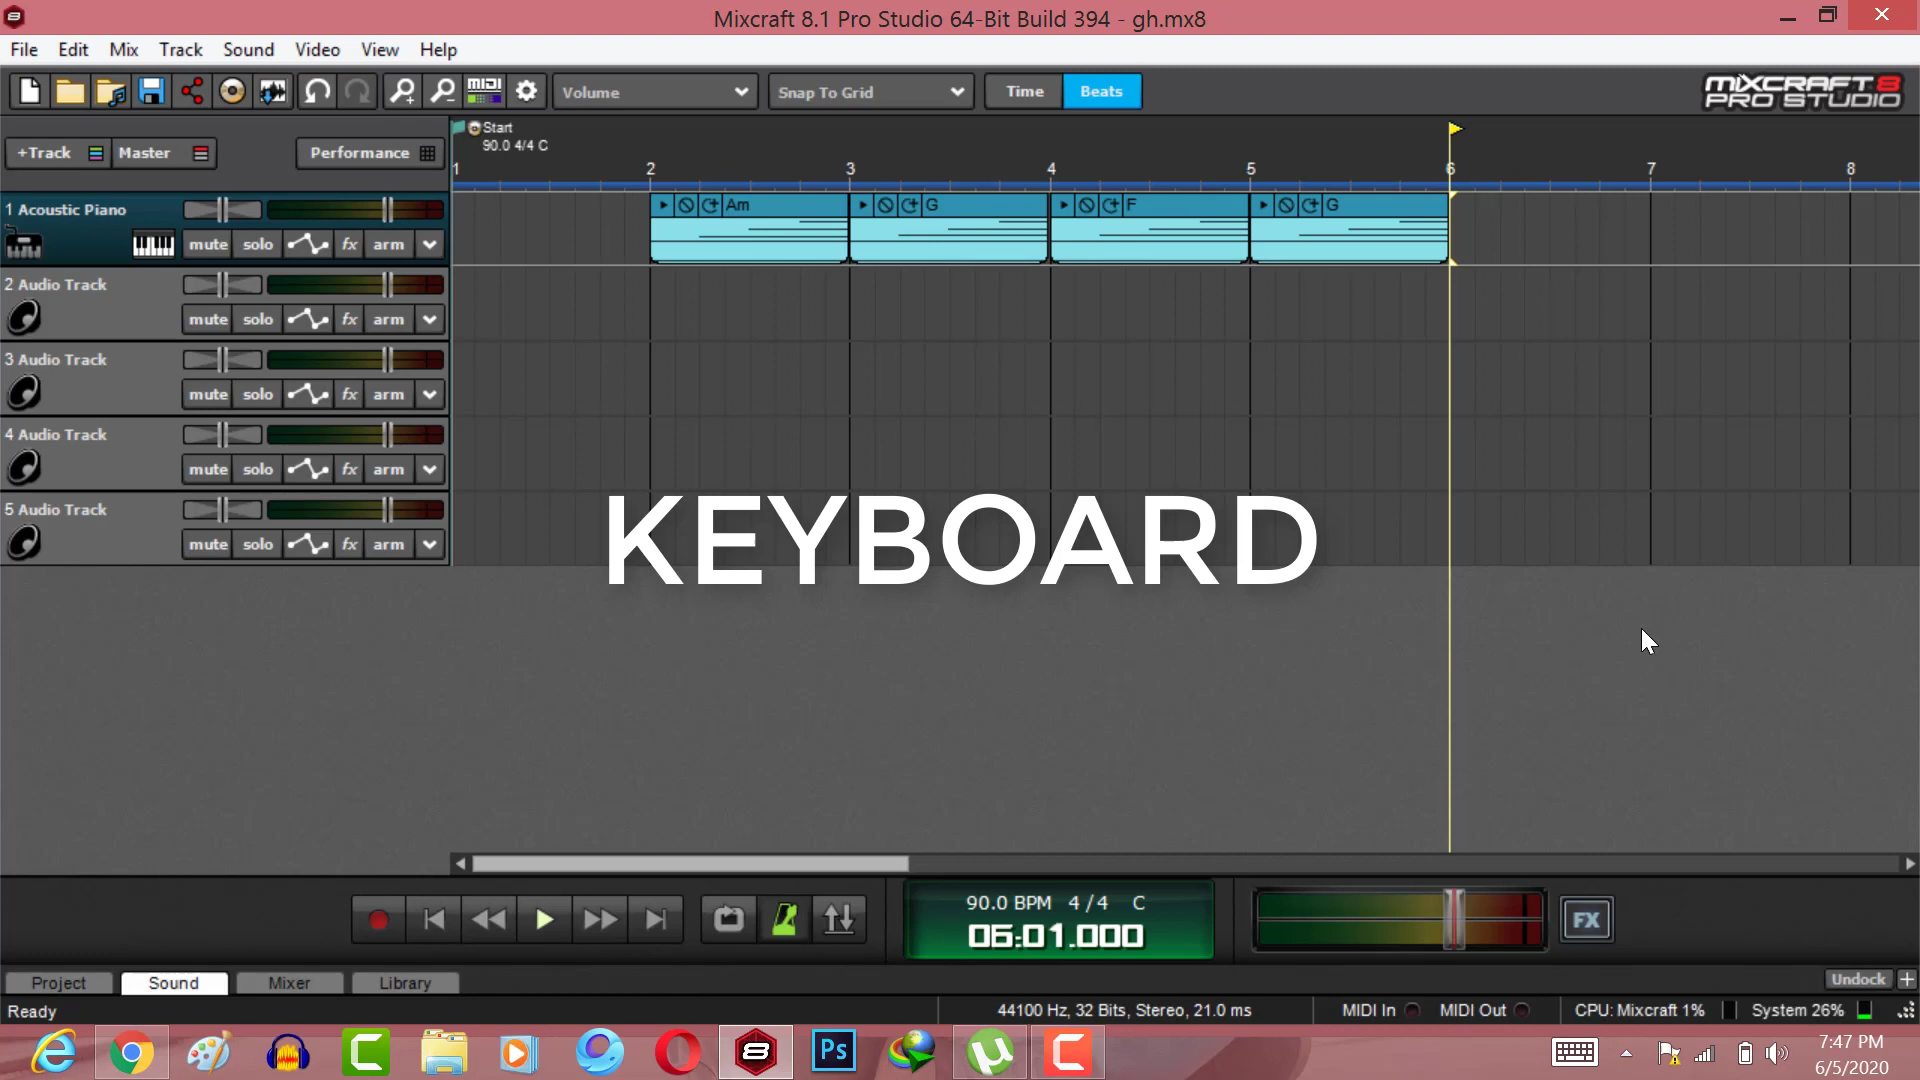 Mixcraft 8.1 Pro Studio 64-Bit Build 394 - gh.mx8
File Edit Mix Track Sound Video View Help
MIDI Volume Snap To Grid Time Beats MIXCRAFT 8
PRO STUDIO
Start
90.0 4/4 C
+Track Master Performance
1 2 3 4 5 6 7 8
1 Acoustic Piano Am G F G
mute solo fx arm
2 Audio Track
mute solo fx arm
3 Audio Track
mute solo fx arm
4 Audio Track
mute solo fx arm
5 Audio Track
mute solo fx arm
KEYBOARD
90.0 BPM 4/4 C
06:01.000
FX
Project Sound Mixer Library Undock +
Ready 44100 Hz, 32 Bits, Stereo, 21.0 ms MIDI In MIDI Out CPU: Mixcraft 1% System 26%
8 Ps
7:47 PM
6/5/2020